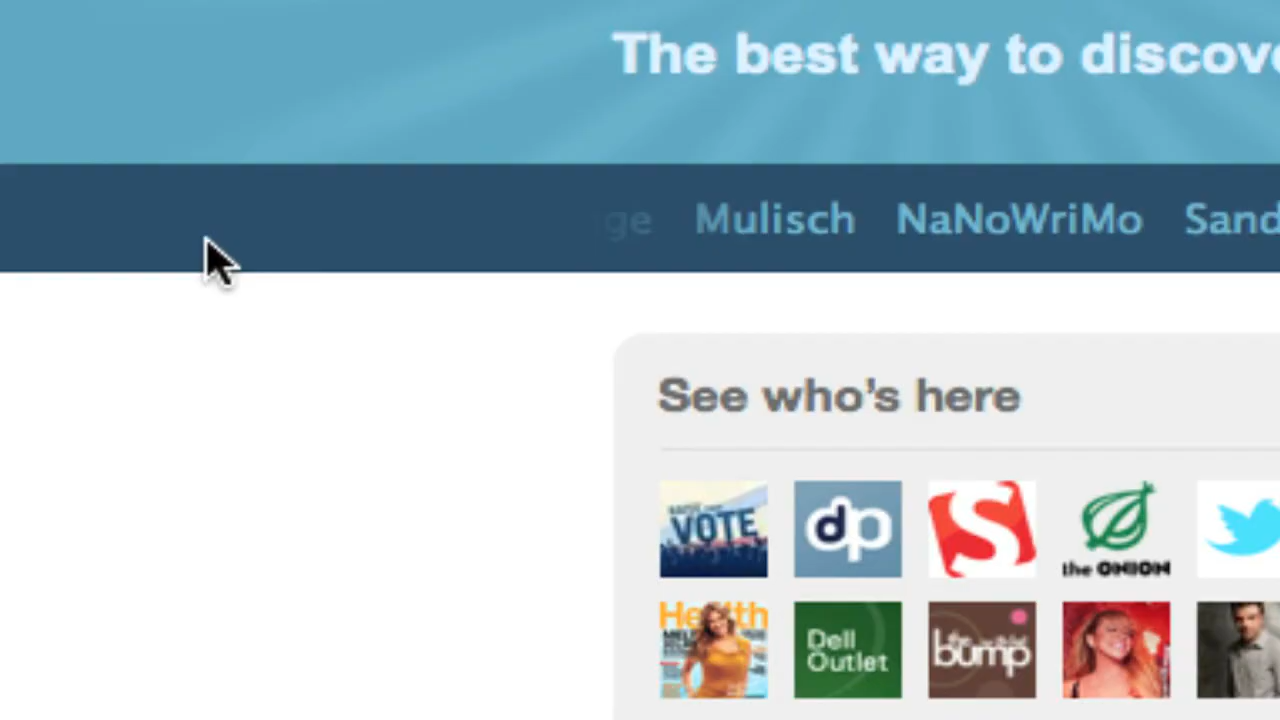 The best way to discove
ge Mulisch NaNoWriMo Sand
See who's here
VOTE
dp
S
the ONION
Health
Dell
Outlet
the
bump